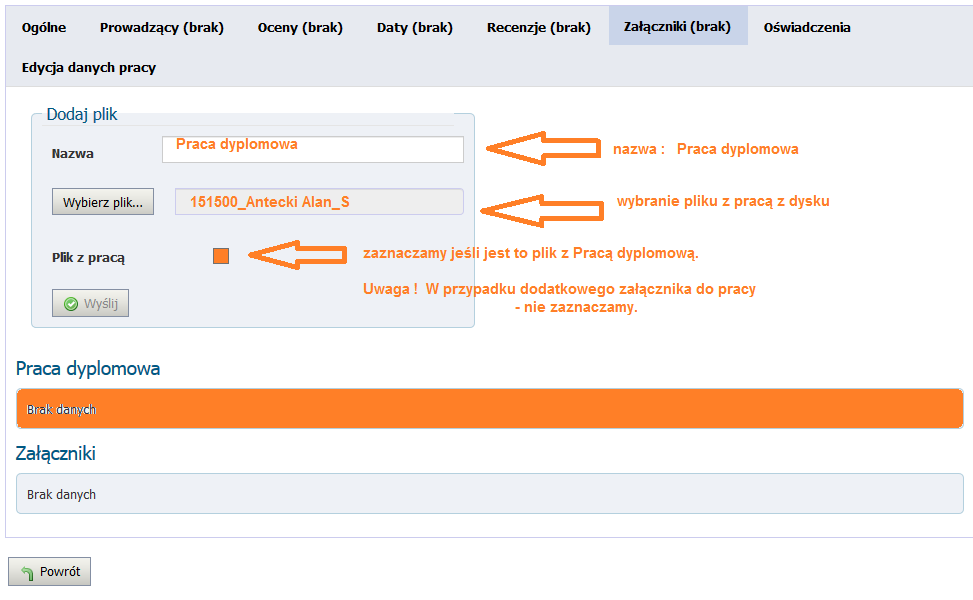 Ogólne Prowadzący (brak) Oceny (brak) Daty (brak) Recenzje (brak) Załączniki (brak) Oświadczenia
Edycja danych pracy
Dodaj plik
Nazwa Praca dyplomowa nazwa : Praca dyplomowa
Wybierz plik... 151500_Antecki Alan_S wybranie pliku z pracą z dysku
Plik z pracą zaznaczamy jeśli jest to plik z Pracą dyplomową.
Uwaga ! W przypadku dodatkowego załącznika do pracy
- nie zaznaczamy.
Wyślij
Praca dyplomowa
Brak danych
Załączniki
Brak danych
Powrót